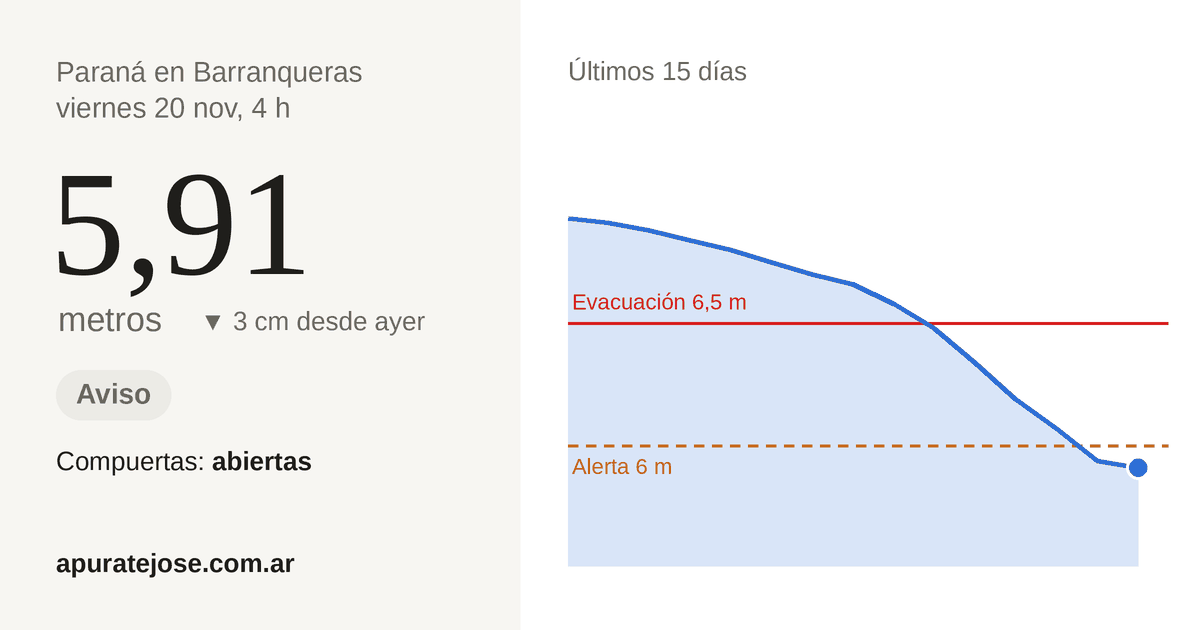 Paraná en Barranqueras
viernes 20 nov, 4 h
5,91
metros ▼ 3 cm desde ayer
Aviso
Compuertas: abiertas
apuratejose.com.ar
Últimos 15 días
Evacuación 6,5 m
Alerta 6 m